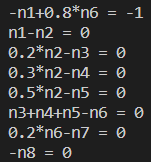 -n1+0.8*n6 = -1
n1-n2 = 0
0.2*n2-n3 = 0
0.3*n2-n4 = 0
0.5*n2-n5 = 0
n3+n4+n5-n6 = 0
0.2*n6-n7 = 0
-n8 = 0